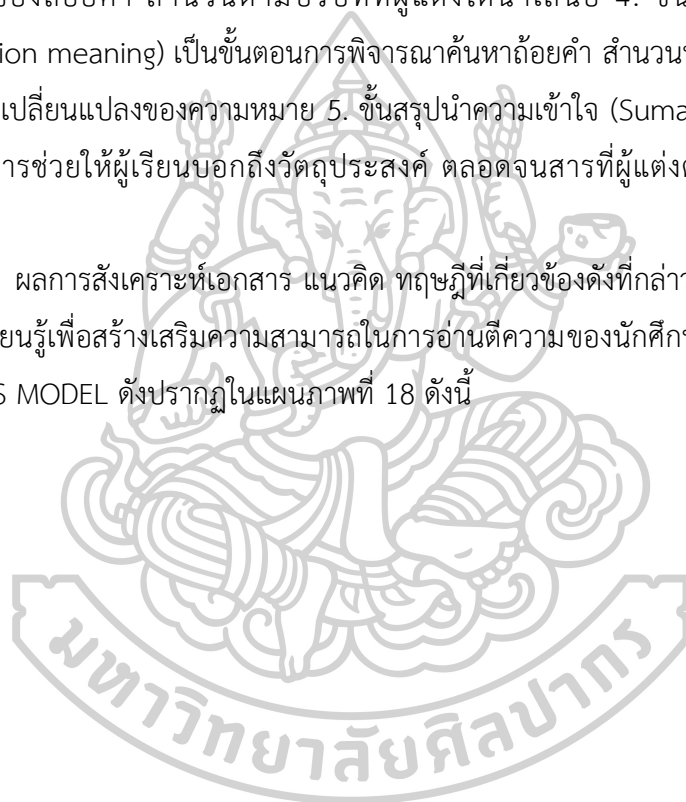 ของถ้อยคำ สำนวนตามบริบทที่ผู้แต่งได้นำเสนอ 4.
ion meaning) เป็นขั้นตอนการพิจารณาค้นหาถ้อยคำ
เปลี่ยนแปลงของความหมาย 5. ขั้นสรุปนำความเข้าใจ (Suma
การช่วยให้ผู้เรียนบอกถึงวัตถุประสงค์ ตลอดจนสารที่ผู้แต่ง
ผลการสังเคราะห์เอกสาร แนวคิด ทฤษฎีที่เกี่ยวข้องดังที่กล่าว
ยนรู้เพื่อสร้างเสริมความสามารถในการอ่านตีความของนักศึก
S MODEL ดังปรากฏในแผนภาพที่ 18 ดังนี้
มหาวิทยาลัยศิลปากร